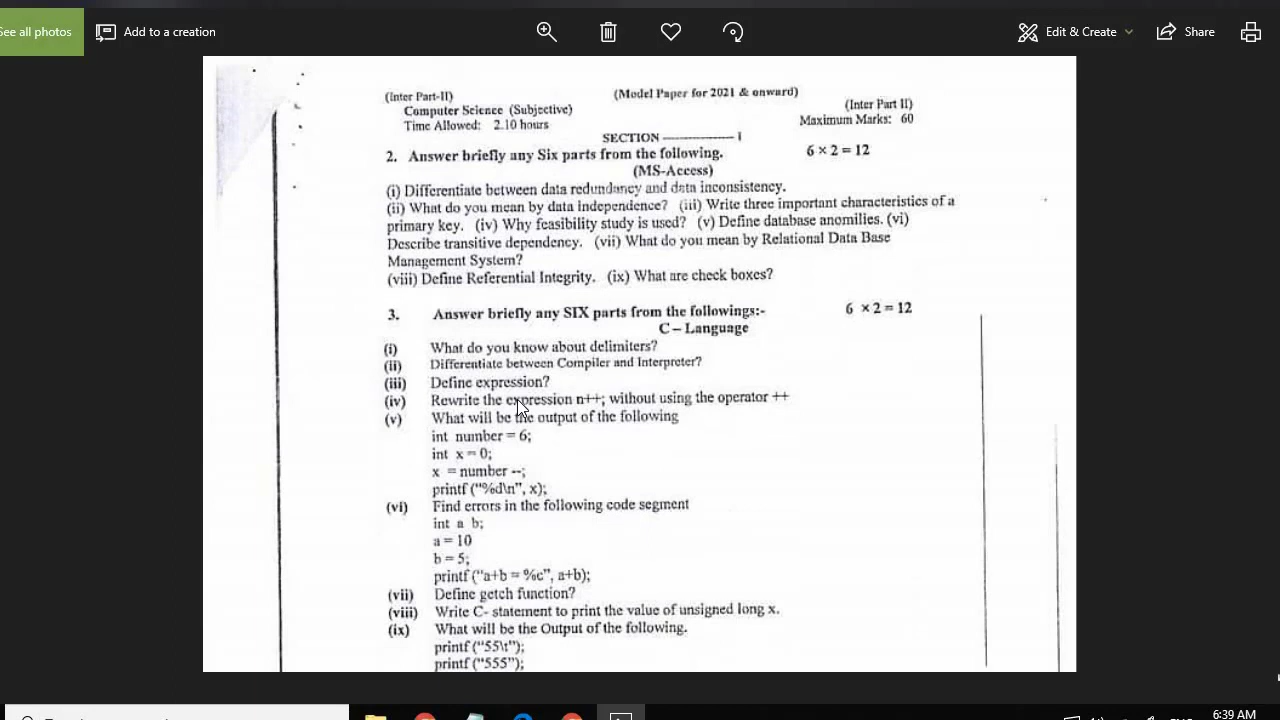 See all photos
Add to a creation
Edit & Create
Share
(Inter Part-II)
(Model Paper for 2021 & onward)
Computer Science (Subjective)
(Inter Part II)
Time Allowed: 2.10 hours
Maximum Marks: 60
SECTION ------------- I
2. Answer briefly any Six parts from the following. 6 × 2 = 12
(MS-Access)
(i) Differentiate between data redundancy and data inconsistency.
(ii) What do you mean by data independence? (iii) Write three important characteristics of a
primary key. (iv) Why feasibility study is used? (v) Define database anomilies. (vi)
Describe transitive dependency. (vii) What do you mean by Relational Data Base
Management System?
(viii) Define Referential Integrity. (ix) What are check boxes?
3. Answer briefly any SIX parts from the followings:- 6 × 2 = 12
C – Language
(i) What do you know about delimiters?
(ii) Differentiate between Compiler and Interpreter?
(iii) Define expression?
(iv) Rewrite the expression n++; without using the operator ++
(v) What will be the output of the following
int number = 6;
int x = 0;
x = number --;
printf ("%d\n", x);
(vi) Find errors in the following code segment
int a b;
a = 10
b = 5;
printf ("a+b = %c", a+b);
(vii) Define getch function?
(viii) Write C- statement to print the value of unsigned long x.
(ix) What will be the Output of the following.
printf ("55\t");
printf ("555");
6:39 AM